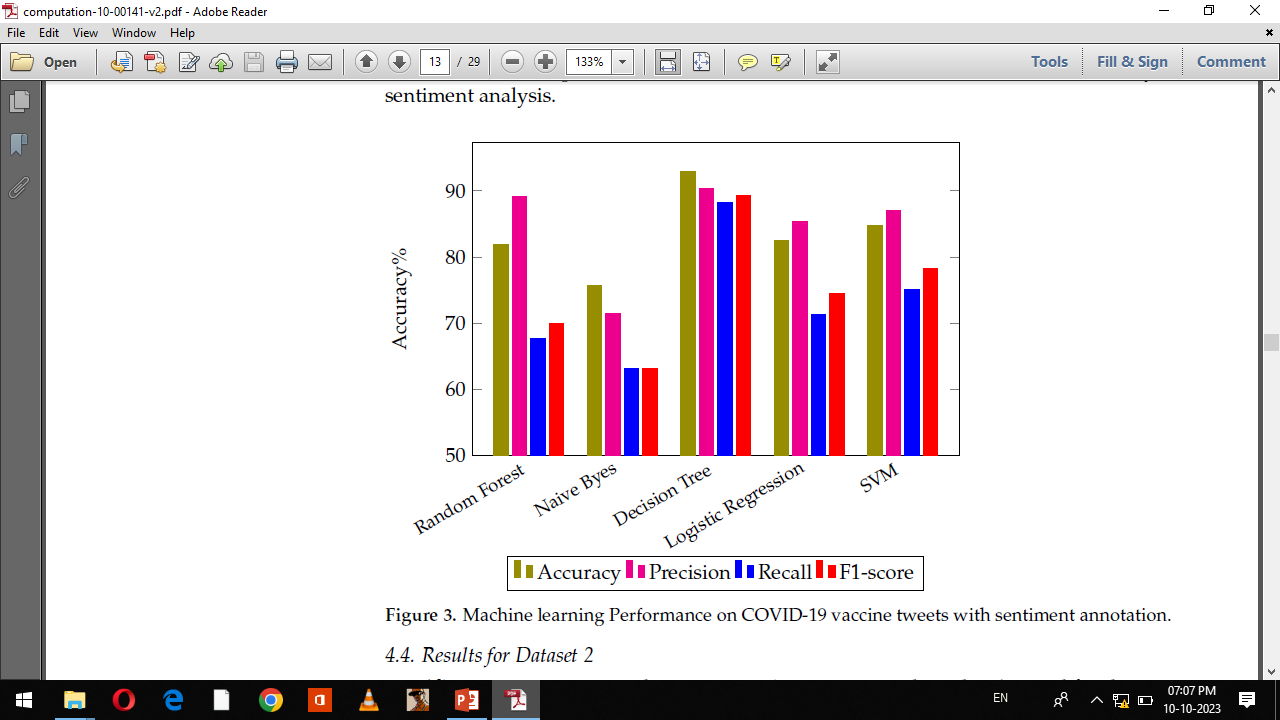 computation-10-00141-v2.pdf - Adobe Reader
File Edit View Window Help
Open 13 / 29 133% Tools Fill & Sign Comment
sentiment analysis.
Accuracy%
90
80
70
60
50
Random Forest
Naive Byes
Decision Tree
Logistic Regression
SVM
Accuracy Precision Recall F1-score
Figure 3. Machine learning Performance on COVID-19 vaccine tweets with sentiment annotation.
4.4. Results for Dataset 2
EN
07:07 PM
10-10-2023